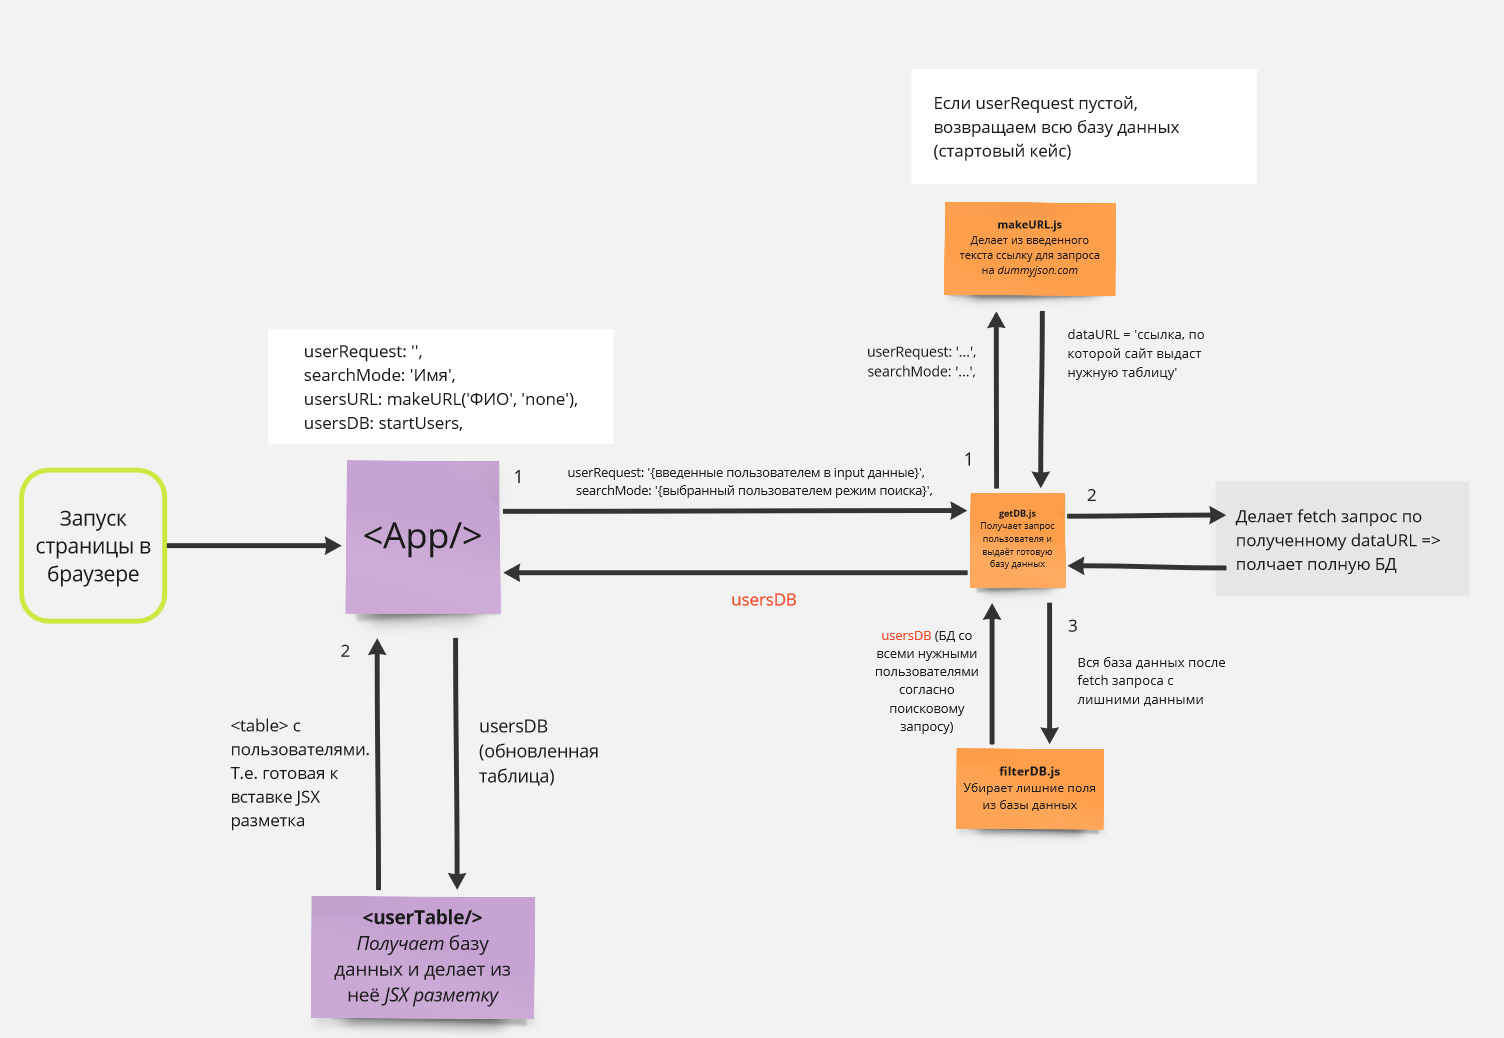 Если userRequest пустой,
возвращаем всю базу данных
(стартовый кейс)
makeURL.js
Делает из введенного
текста ссылку для запроса
на dummyjson.com
userRequest: '...',
searchMode: '...',
dataURL = 'ссылка, по
которой сайт выдаст
нужную таблицу'
userRequest: '',
searchMode: 'Имя',
usersURL: makeURL('ФИО', 'none'),
usersDB: startUsers,
Запуск
страницы в
браузере
<App/>
1
userRequest: '{введенные пользователем в input данные}',
searchMode: '{выбранный пользователем режим поиска}',
usersDB
1
getDB.js
Получает запрос
пользователя и
выдаёт готовую
базу данных
2
Делает fetch запрос по
полученному dataURL =>
полчает полную БД
usersDB (БД со
всеми нужными
пользователями
согласно
поисковому
запросу)
3
Вся база данных после
fetch запроса с
лишними данными
filterDB.js
Убирает лишние поля
из базы данных
2
<table> с
пользователями.
Т.е. готовая к
вставке JSX
разметка
usersDB
(обновленная
таблица)
<userTable/>
Получает базу
данных и делает из
неё JSX разметку